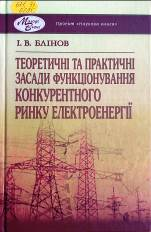 Проект «Наукова книга»
І. В. БЛІНОВ
ТЕОРЕТИЧНІ ТА ПРАКТИЧНІ
ЗАСАДИ ФУНКЦІОНУВАННЯ
КОНКУРЕНТНОГО
РИНКУ ЕЛЕКТРОЕНЕРГІЇ